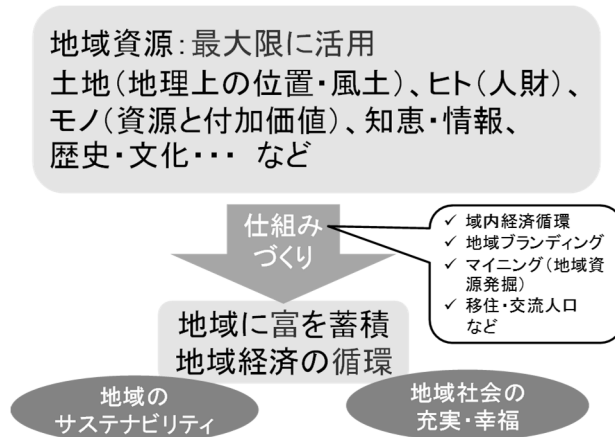 地域資源：最大限に活用
土地（地理上の位置・風土）、ヒト（人財）、
モノ（資源と付加価値）、知恵・情報、
歴史・文化・・・ など
仕組み
づくり
✓ 域内経済循環
✓ 地域ブランディング
✓ マイニング（地域資
源発掘）
✓ 移住・交流人口
など
地域に富を蓄積
地域経済の循環
地域の
サステナビリティ
地域社会の
充実・幸福